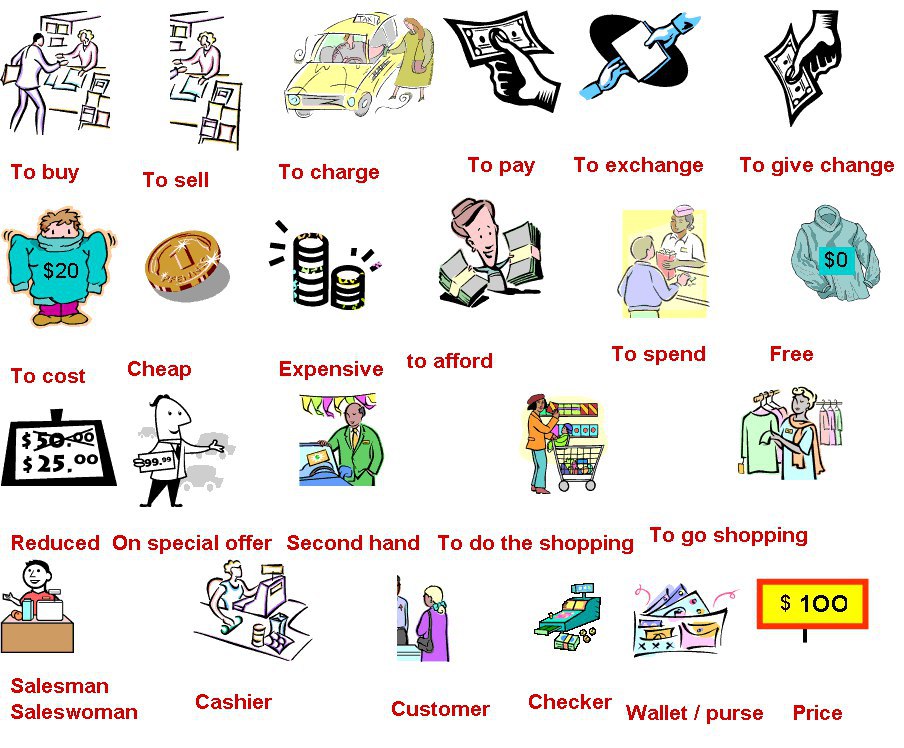 TAXI
To buy
To sell
To charge
To pay
To exchange
To give change
$20
1
PFENNIG
$0
To cost
Cheap
Expensive
to afford
To spend
Free
$50.00
$25.00
99.99
Reduced
On special offer
Second hand
To do the shopping
To go shopping
$ 100
Salesman
Saleswoman
Cashier
Customer
Checker
Wallet / purse
Price